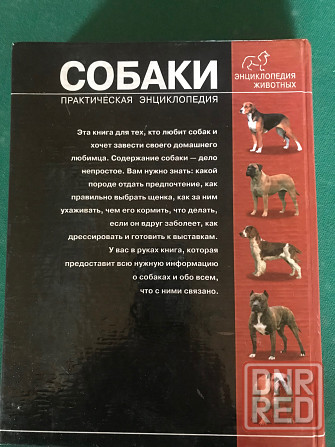 СОБАКИ
ПРАКТИЧЕСКАЯ ЭНЦИКЛОПЕДИЯ
ЭНЦИКЛОПЕДИЯ
ЖИВОТНЫХ
Эта книга для тех, кто любит собак и
хочет завести своего домашнего
любимца. Содержание собаки — дело
непростое. Вам нужно знать: какой
породе отдать предпочтение, как
правильно выбрать щенка, как за ним
ухаживать, чем его кормить, что делать,
если он вдруг заболеет, как
дрессировать и готовить к выставкам.
У вас в руках книга, которая
предоставит всю нужную информацию
о собаках и обо всем,
что с ними связано.
DNR
RED